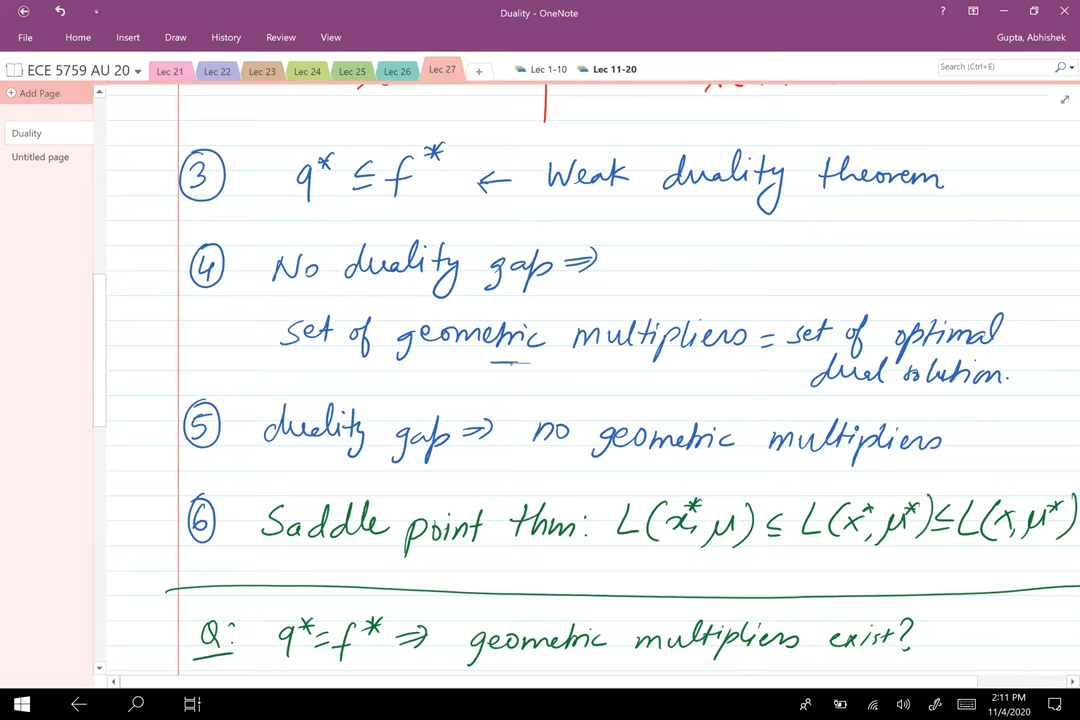 Duality - OneNote
Gupta, Abhishek
File Home Insert Draw History Review View
ECE 5759 AU 20 Lec 21 Lec 22 Lec 23 Lec 24 Lec 25 Lec 26 Lec 27 + Lec 1-10 Lec 11-20 Search (Ctrl+E)
Add Page
Duality
Untitled page
③ q* ≤ f* ← Weak duality theorem
④ No duality gap ⇒
set of geometric multipliers = set of optimal
dual solution.
⑤ duality gap ⇒ no geometric multipliers
⑥ Saddle point thm: L(x*, μ) ≤ L(x*, μ*) ≤ L(x, μ*)
Q: q* = f* ⇒ geometric multipliers exist?
2:11 PM
11/4/2020